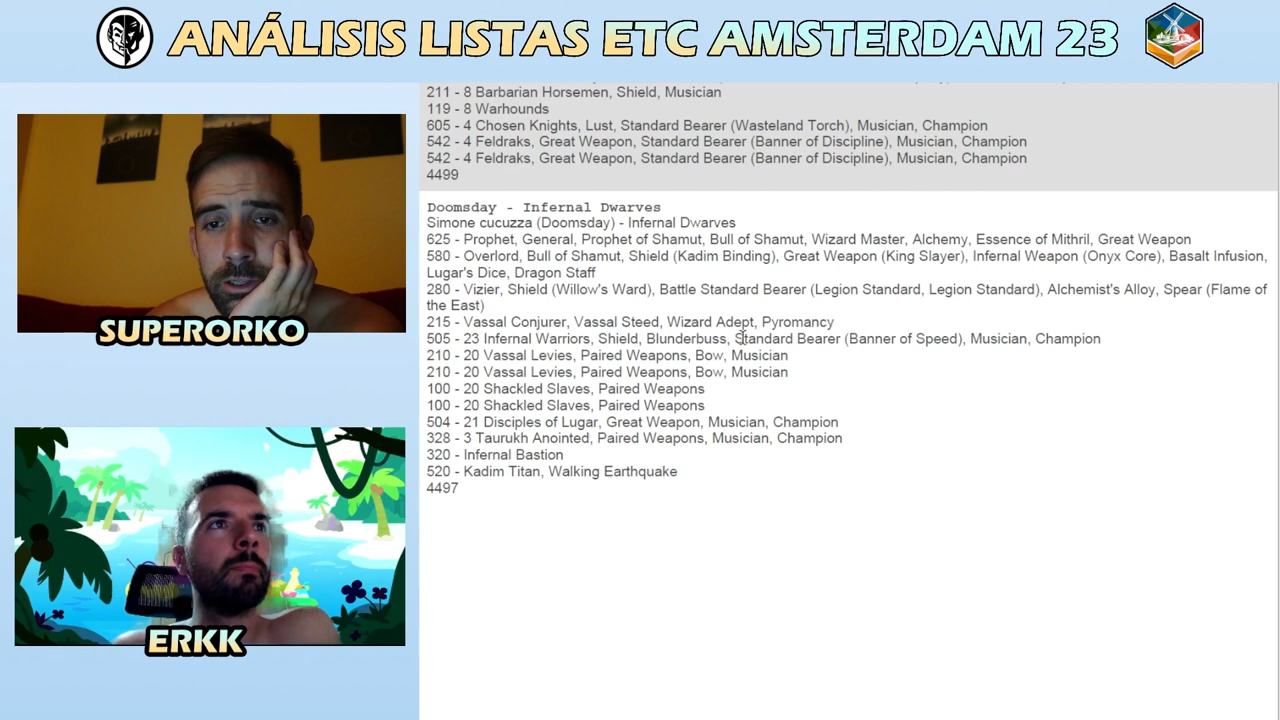 ANÁLISIS LISTAS ETC AMSTERDAM 23
211 - 8 Barbarian Horsemen, Shield, Musician
119 - 8 Warhounds
605 - 4 Chosen Knights, Lust, Standard Bearer (Wasteland Torch), Musician, Champion
542 - 4 Feldraks, Great Weapon, Standard Bearer (Banner of Discipline), Musician, Champion
542 - 4 Feldraks, Great Weapon, Standard Bearer (Banner of Discipline), Musician, Champion
4499
Doomsday - Infernal Dwarves
Simone cucuzza (Doomsday) - Infernal Dwarves
625 - Prophet, General, Prophet of Shamut, Bull of Shamut, Wizard Master, Alchemy, Essence of Mithril, Great Weapon
580 - Overlord, Bull of Shamut, Shield (Kadim Binding), Great Weapon (King Slayer), Infernal Weapon (Onyx Core), Basalt Infusion,
Lugar's Dice, Dragon Staff
280 - Vizier, Shield (Willow's Ward), Battle Standard Bearer (Legion Standard, Legion Standard), Alchemist's Alloy, Spear (Flame of
the East)
215 - Vassal Conjurer, Vassal Steed, Wizard Adept, Pyromancy
505 - 23 Infernal Warriors, Shield, Blunderbuss, Standard Bearer (Banner of Speed), Musician, Champion
210 - 20 Vassal Levies, Paired Weapons, Bow, Musician
210 - 20 Vassal Levies, Paired Weapons, Bow, Musician
100 - 20 Shackled Slaves, Paired Weapons
100 - 20 Shackled Slaves, Paired Weapons
504 - 21 Disciples of Lugar, Great Weapon, Musician, Champion
328 - 3 Taurukh Anointed, Paired Weapons, Musician, Champion
320 - Infernal Bastion
520 - Kadim Titan, Walking Earthquake
4497
SUPERORKO
ERKK